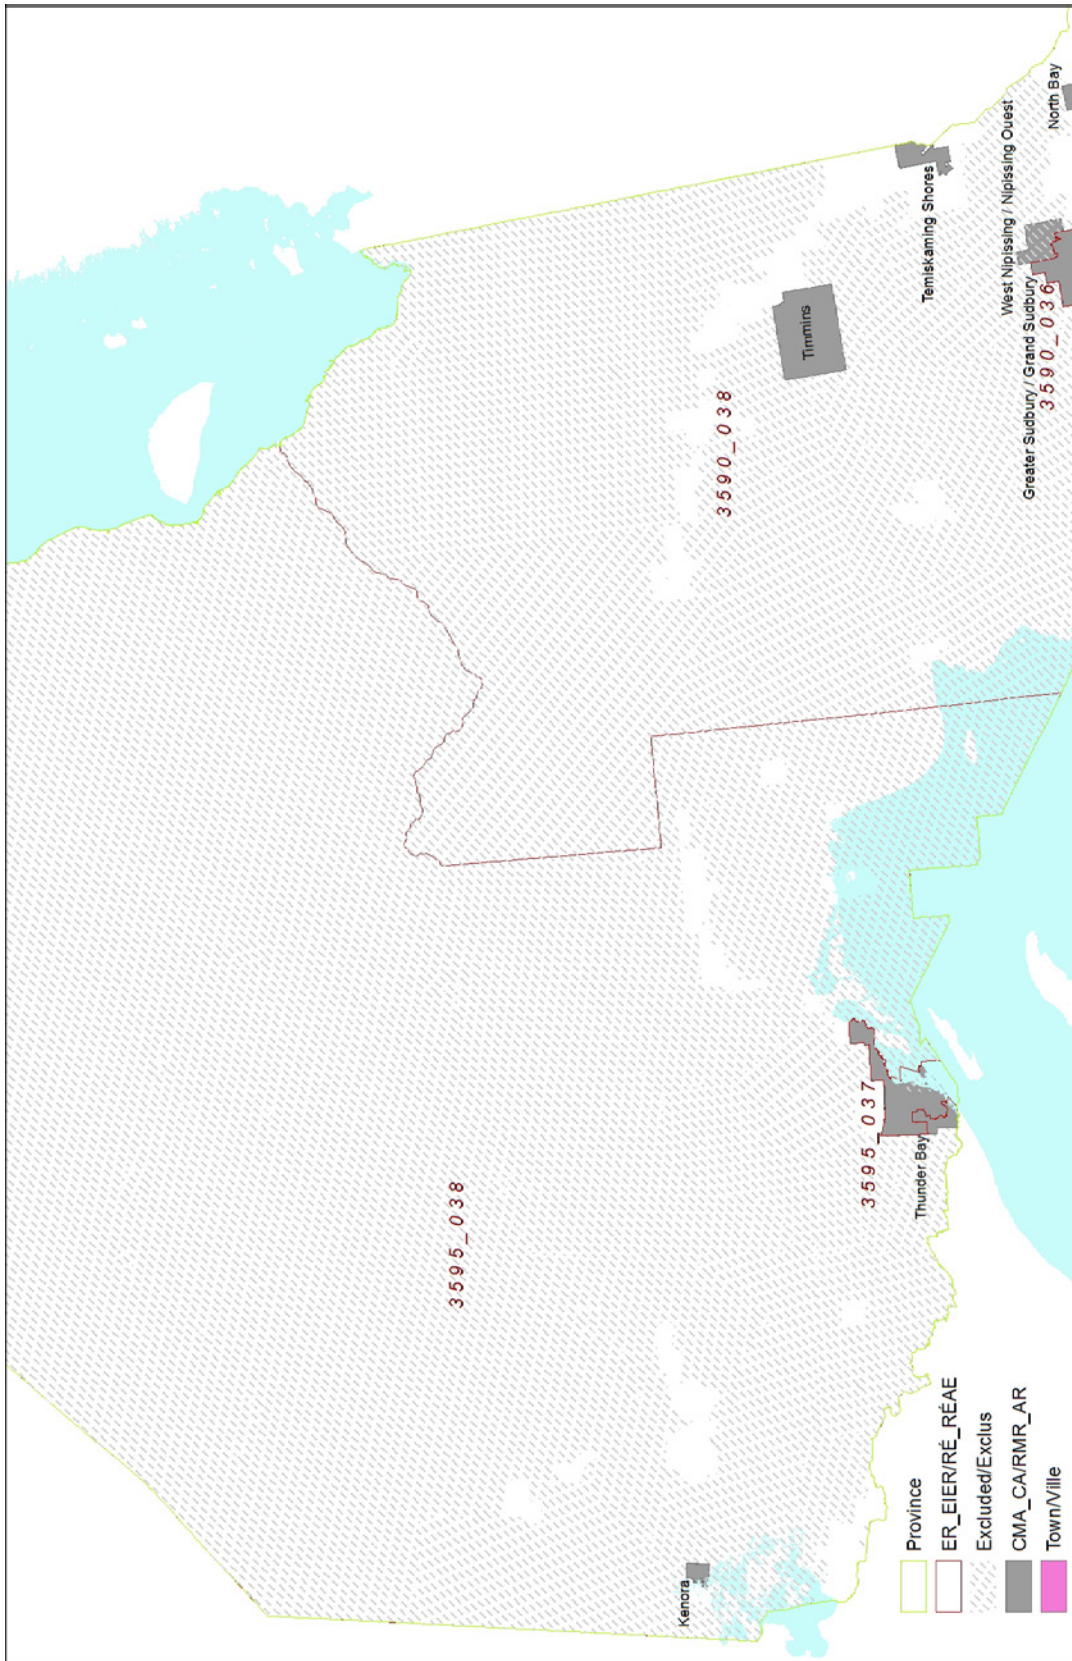 Kenora
3595_038
Thunder Bay
3595_037
3590_038
Timmins
Temiskaming Shores
West Nipissing / Nipissing Ouest
North Bay
Greater Sudbury / Grand Sudbury
3590_036
Province
ER_EIER/RÉ_RÉAE
Excluded/Exclus
CMA_CA/RMR_AR
Town/Ville